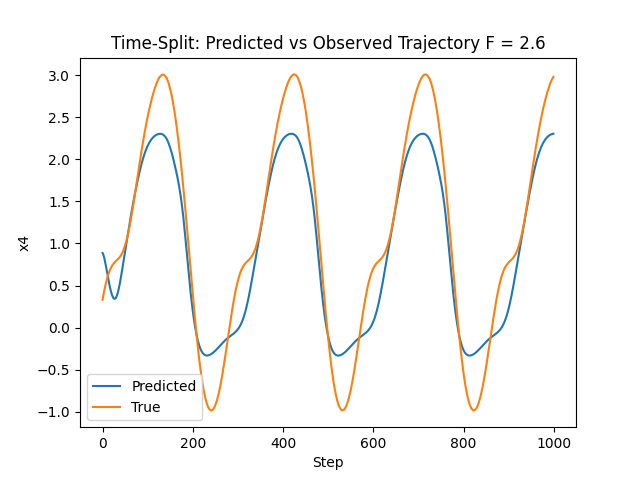 Time-Split: Predicted vs Observed Trajectory F = 2.6
x4
3.0
2.5
2.0
1.5
1.0
0.5
0.0
−0.5
−1.0
Predicted
True
0 200 400 600 800 1000
Step